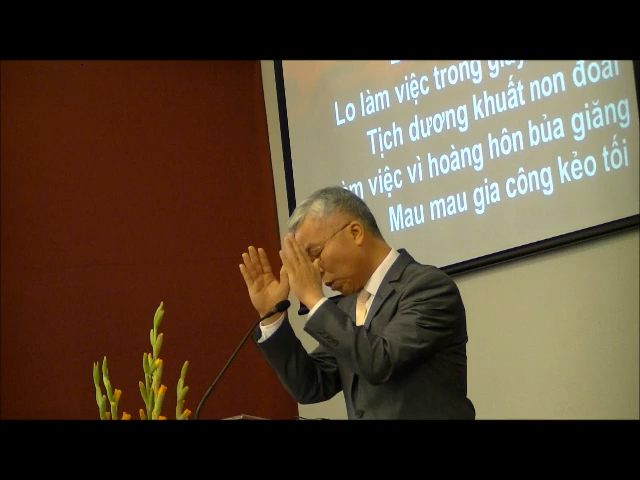 Lo làm việc trong
Tịch dương khuất non đoài
việc vì hoàng hôn bủa giăng
Mau mau gia công kẻo tối